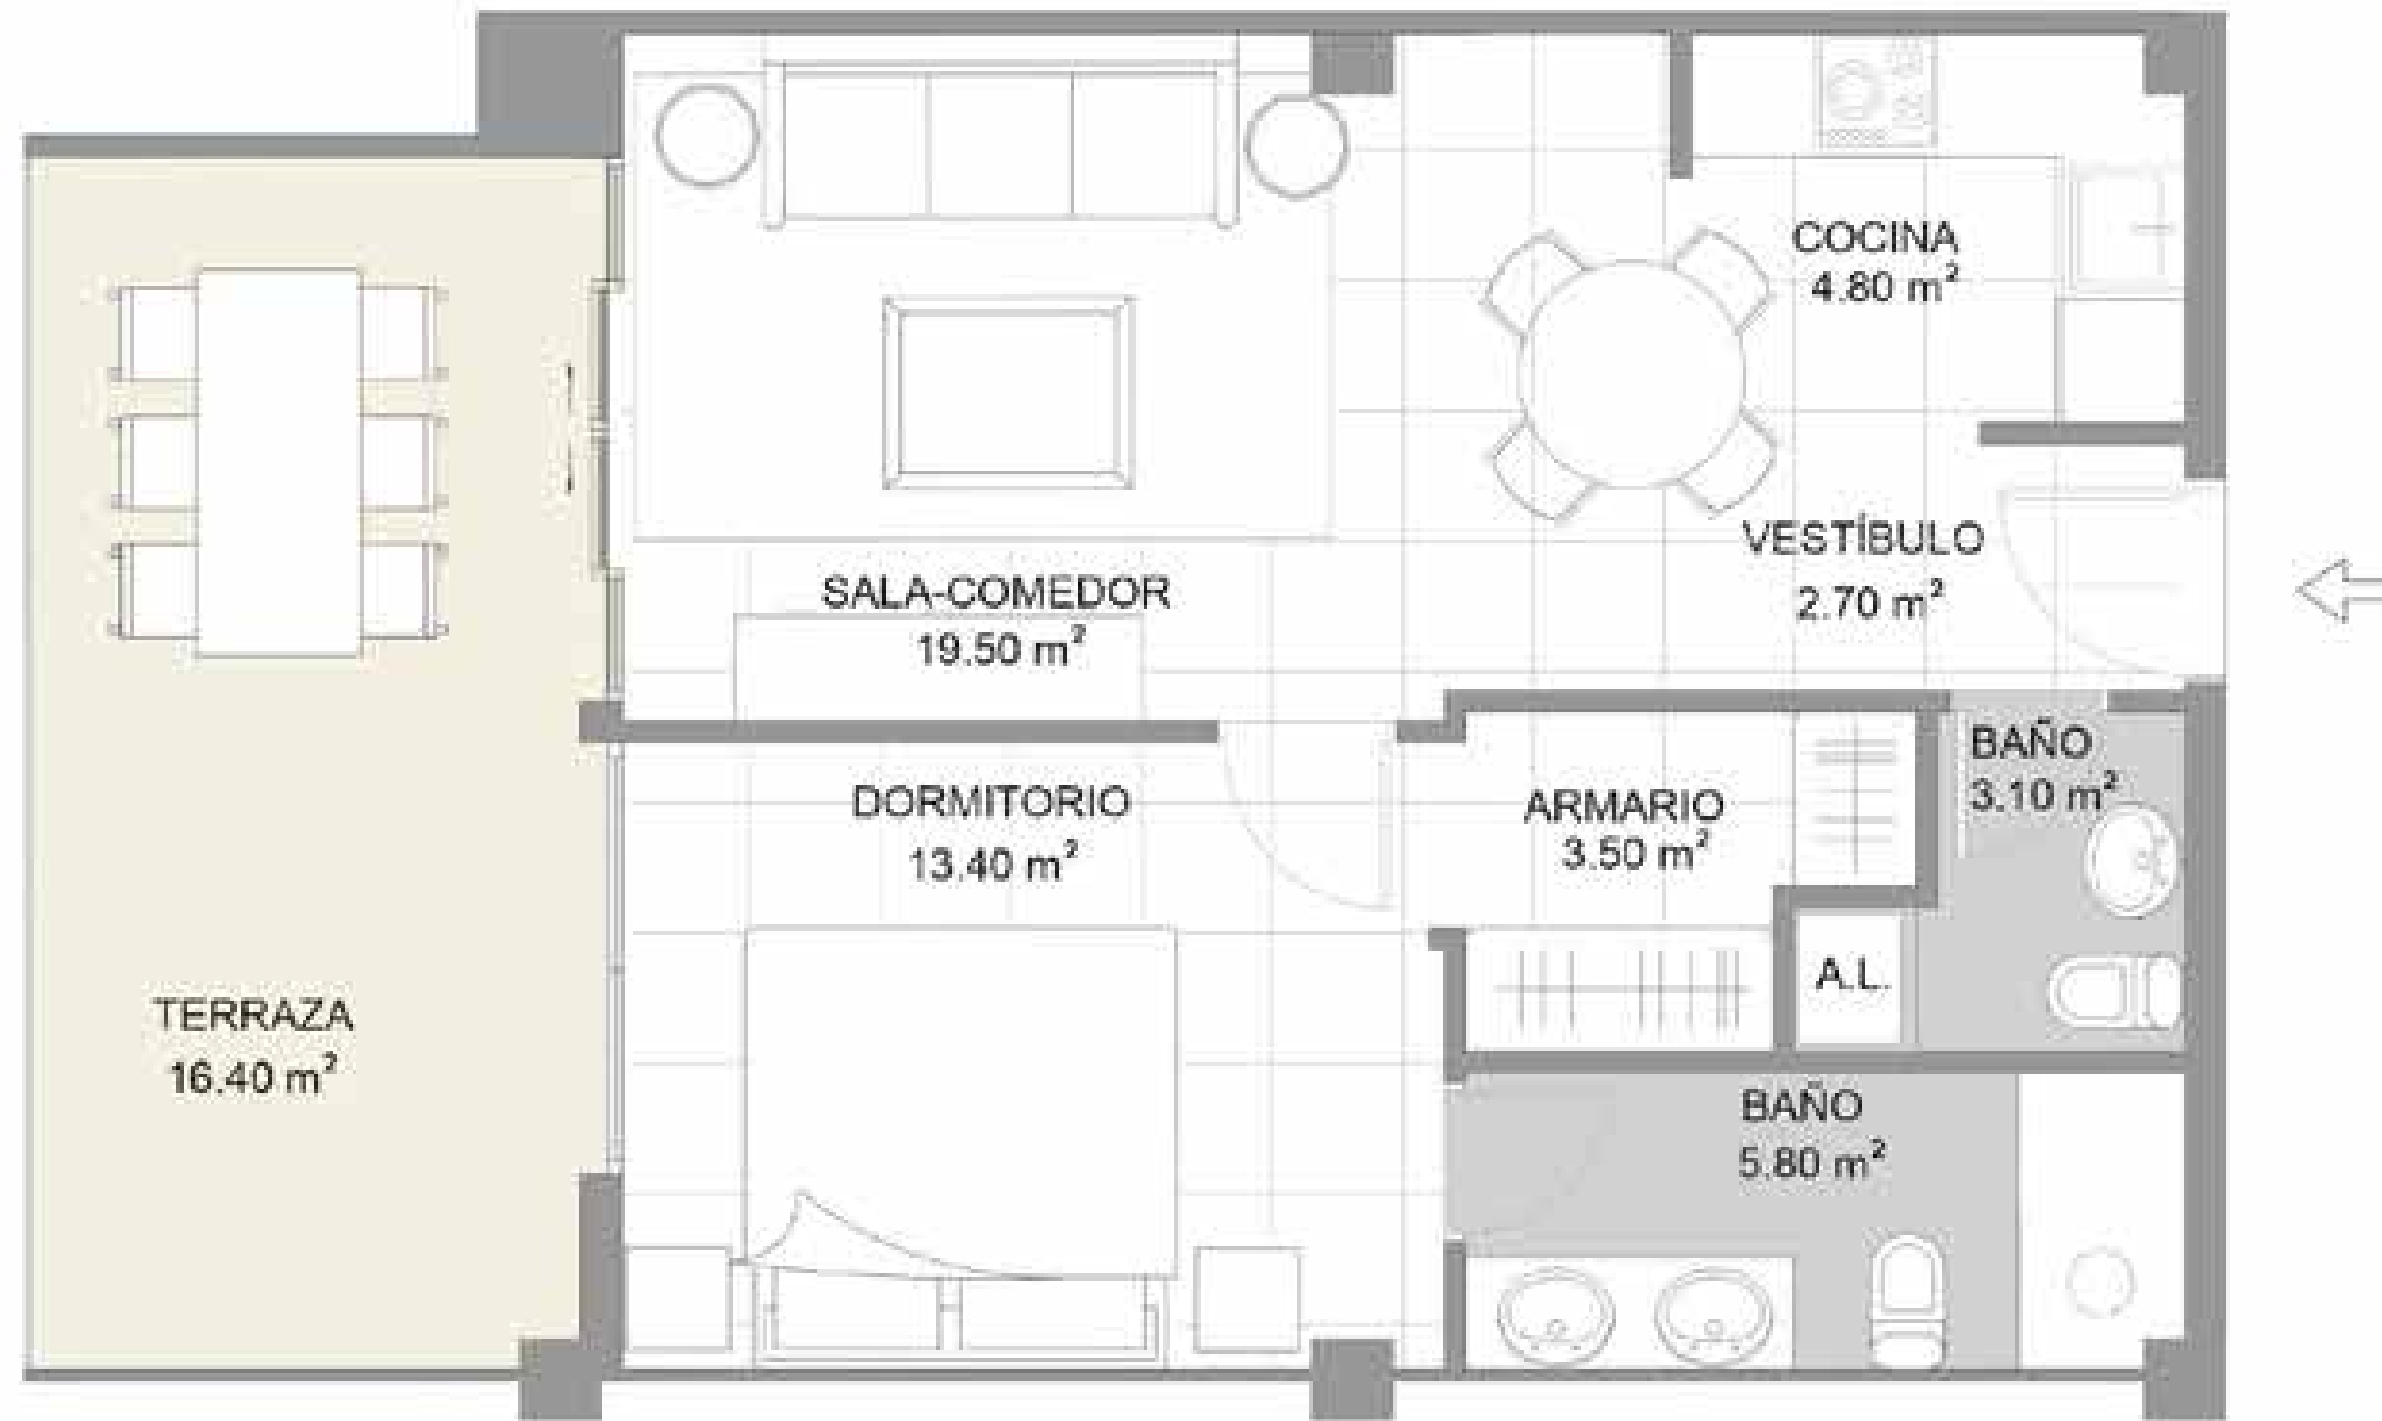 COCINA
4.80 m²
VESTÍBULO
2.70 m²
SALA-COMEDOR
19.50 m²
DORMITORIO
13.40 m²
ARMARIO
3.50 m²
BAÑO
3.10 m²
A.L.
TERRAZA
16.40 m²
BAÑO
5.80 m²